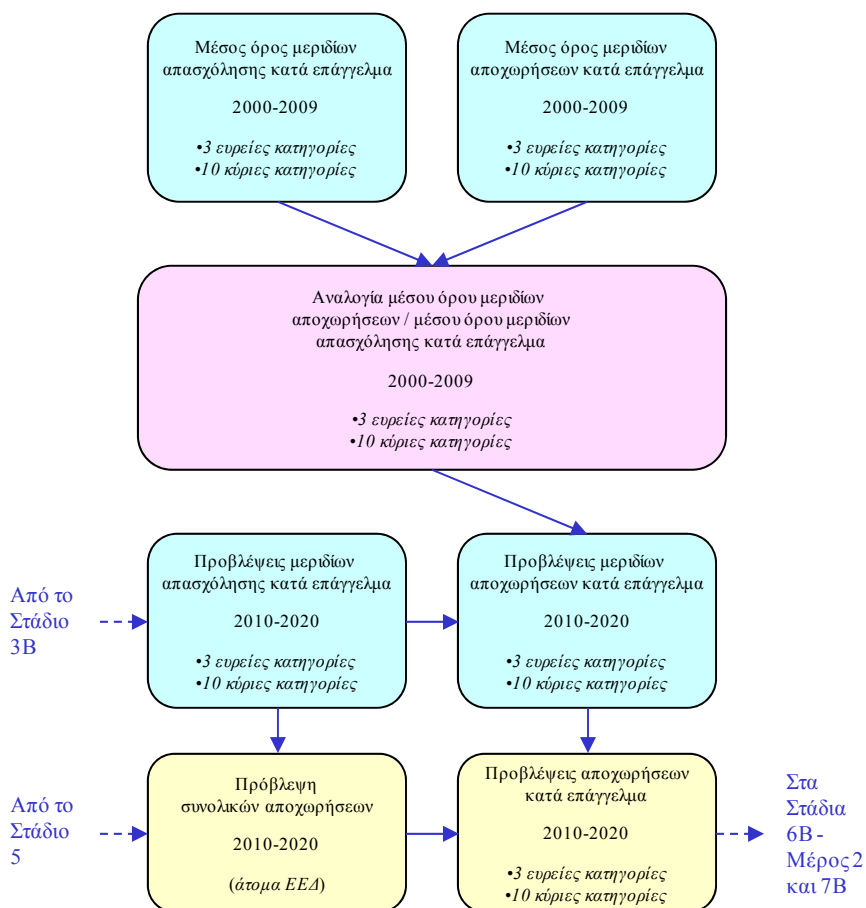 Μέσος όρος μεριδίων
απασχόλησης κατά επάγγελμα
2000-2009
•3 ευρείες κατηγορίες
•10 κύριες κατηγορίες
Μέσος όρος μεριδίων
αποχωρήσεων κατά επάγγελμα
2000-2009
•3 ευρείες κατηγορίες
•10 κύριες κατηγορίες
Αναλογία μέσου όρου μεριδίων
αποχωρήσεων / μέσου όρου μεριδίων
απασχόλησης κατά επάγγελμα
2000-2009
•3 ευρείες κατηγορίες
•10 κύριες κατηγορίες
Από το
Στάδιο
3Β
Προβλέψεις μεριδίων
απασχόλησης κατά επάγγελμα
2010-2020
•3 ευρείες κατηγορίες
•10 κύριες κατηγορίες
Προβλέψεις μεριδίων
αποχωρήσεων κατά επάγγελμα
2010-2020
•3 ευρείες κατηγορίες
•10 κύριες κατηγορίες
Από το
Στάδιο
5
Πρόβλεψη
συνολικών αποχωρήσεων
2010-2020
(άτομα ΕΕΔ)
Προβλέψεις αποχωρήσεων
κατά επάγγελμα
2010-2020
•3 ευρείες κατηγορίες
•10 κύριες κατηγορίες
Στα
Στάδια
6Β -
Μέρος 2
και 7Β